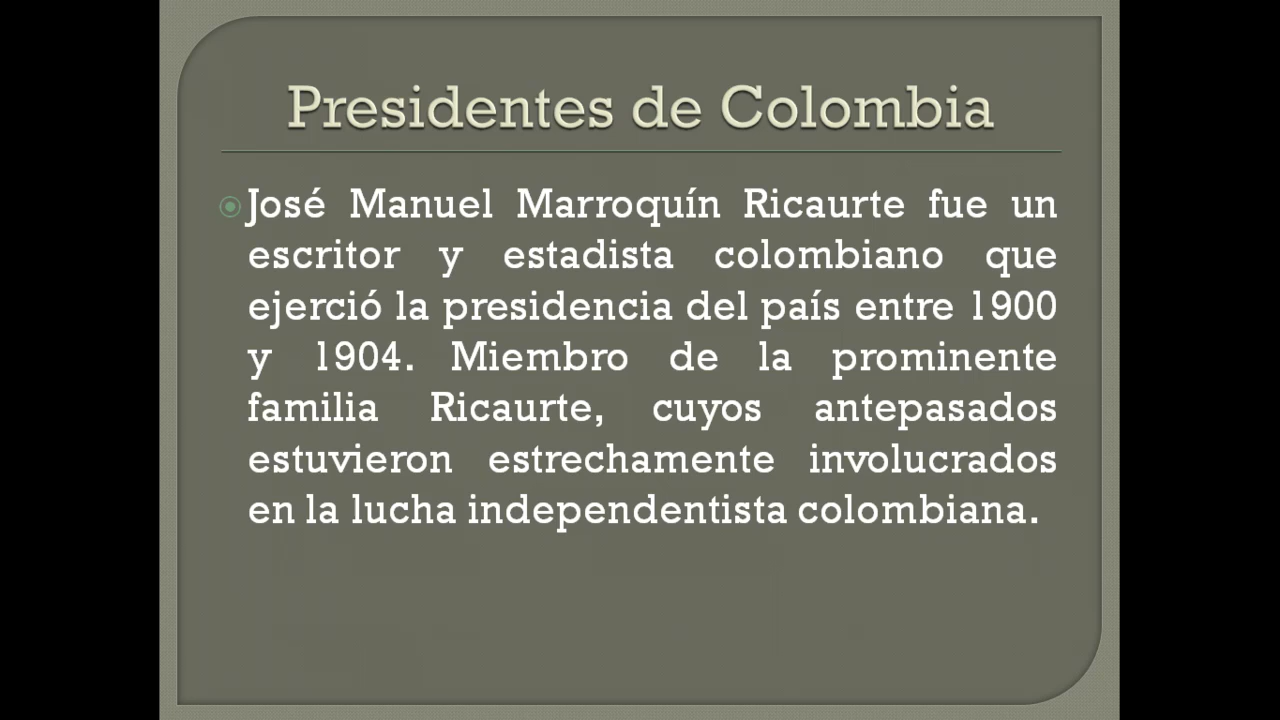 Presidentes de Colombia
José Manuel Marroquín Ricaurte fue un
escritor y estadista colombiano que
ejerció la presidencia del país entre 1900
y 1904. Miembro de la prominente
familia Ricaurte, cuyos antepasados
estuvieron estrechamente involucrados
en la lucha independentista colombiana.